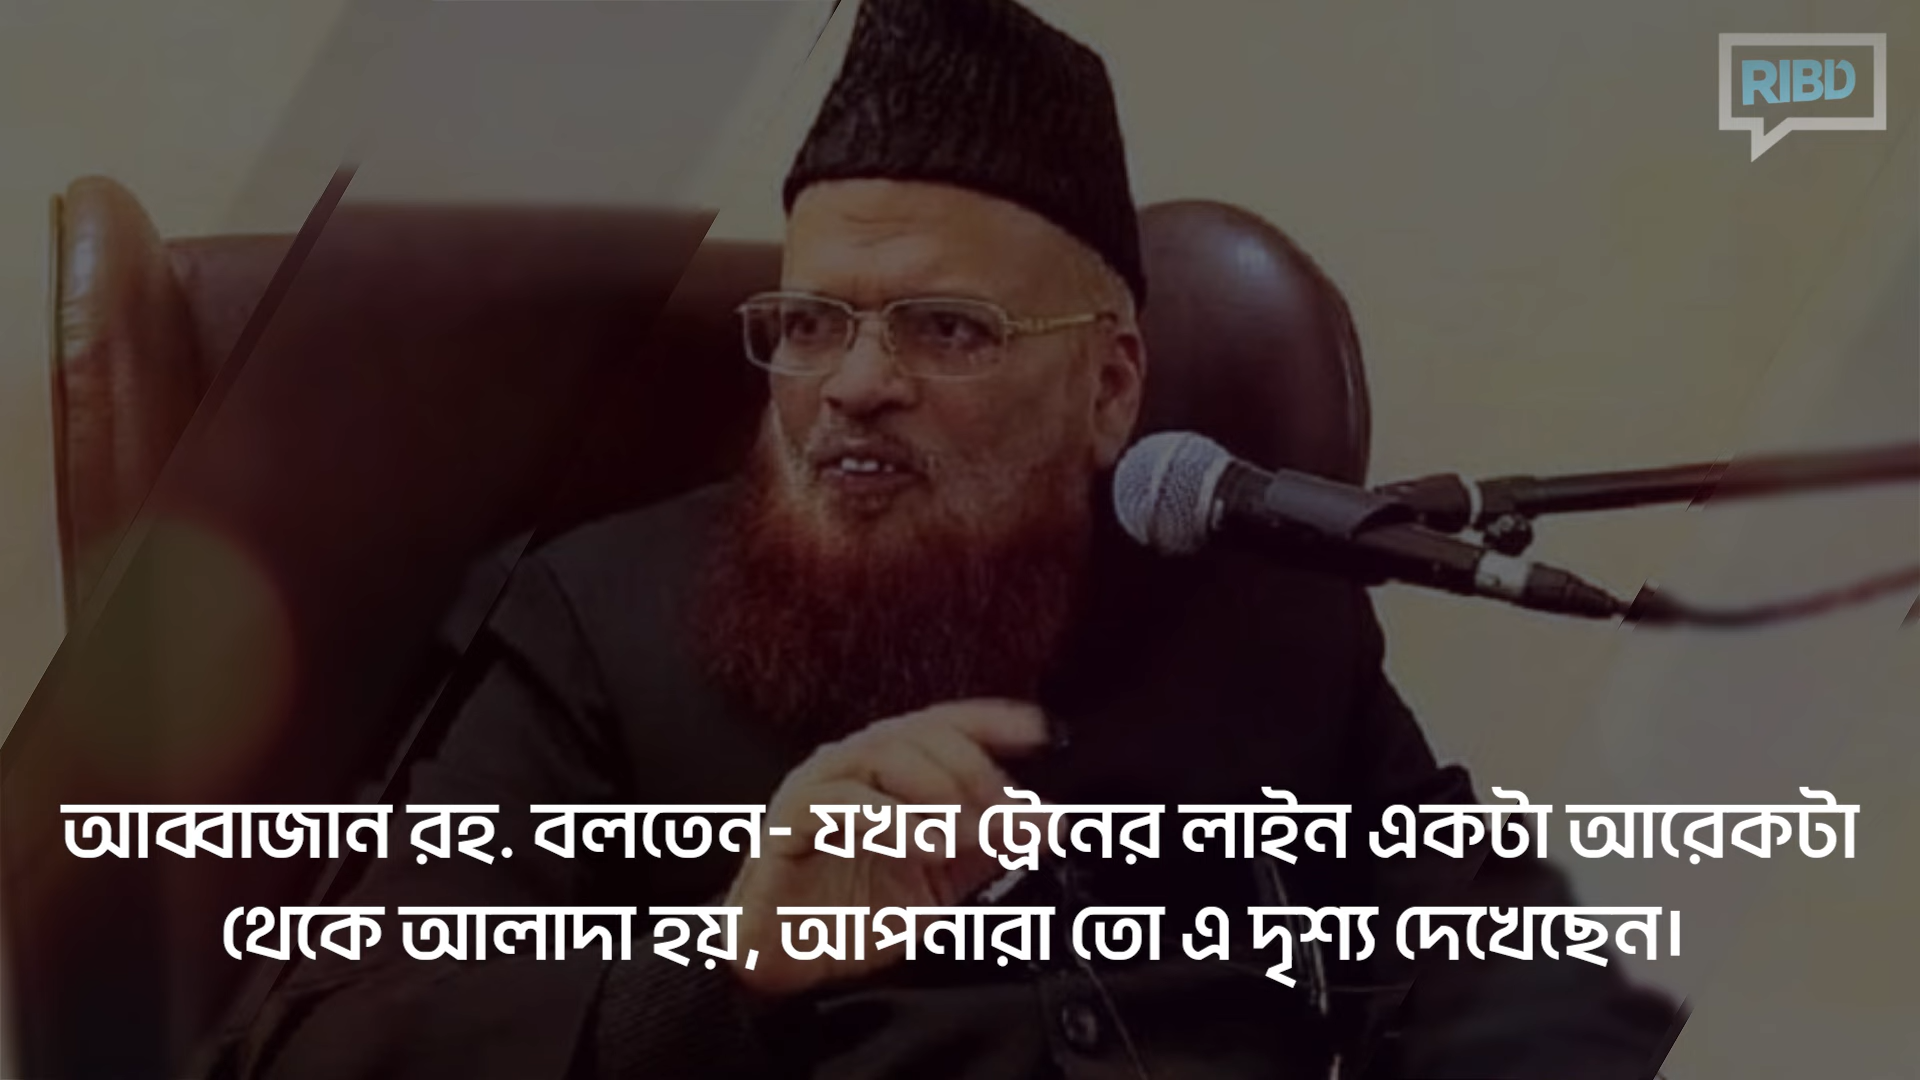 RIBD
আব্বাজান রহ. বলতেন- যখন ট্রেনের লাইন একটা আরেকটা
থেকে আলাদা হয়, আপনারা তো এ দৃশ্য দেখেছেন।